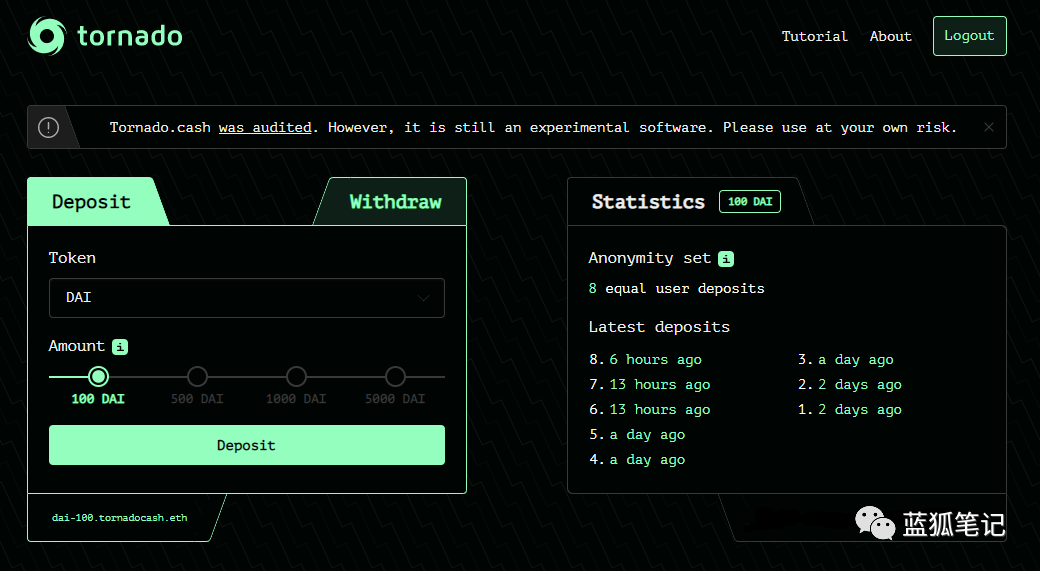 tornado
Tutorial About Logout
Tornado.cash was audited. However, it is still an experimental software. Please use at your own risk.
Deposit
Withdraw
Token
DAI
Amount i
100 DAI 500 DAI 1000 DAI 5000 DAI
Deposit
dai-100.tornadocash.eth
Statistics 100 DAI
Anonymity set i
8 equal user deposits
Latest deposits
8. 6 hours ago
7. 13 hours ago
6. 13 hours ago
5. a day ago
4. a day ago
3. a day ago
2. 2 days ago
1. 2 days ago
蓝狐笔记